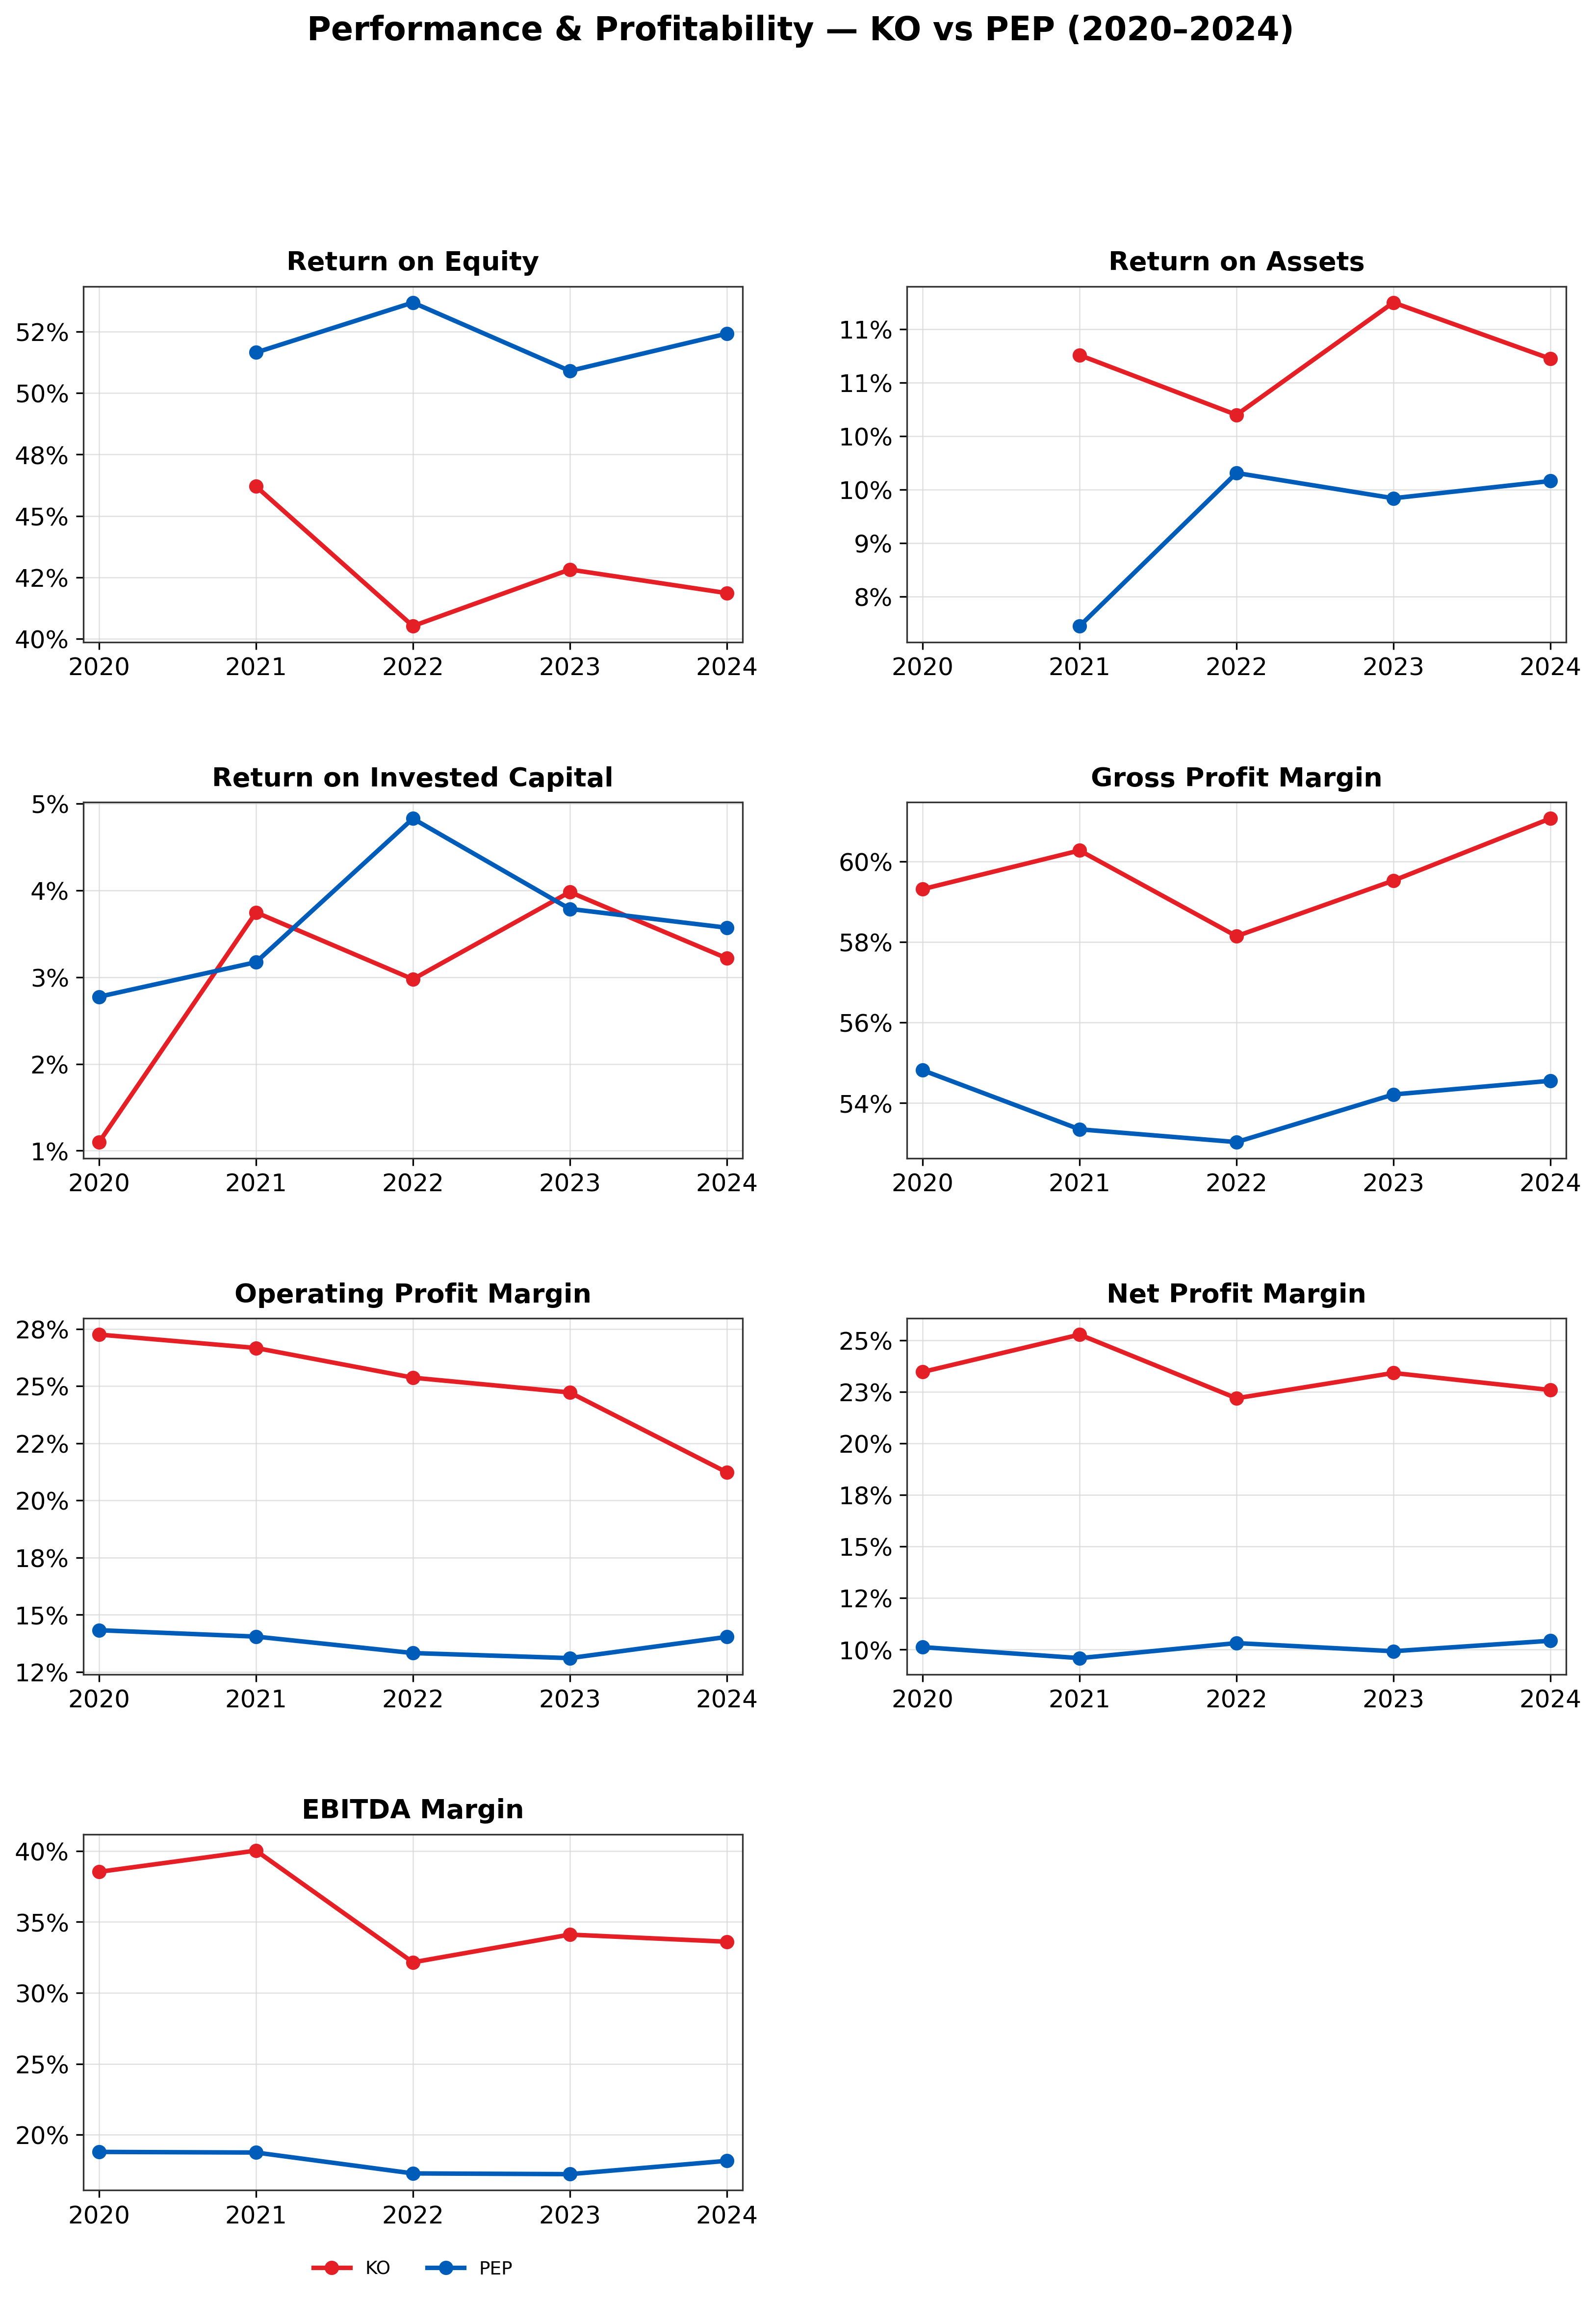 Performance & Profitability — KO vs PEP (2020–2024)
Return on Equity
52%
50%
48%
45%
42%
40%
2020 2021 2022 2023 2024
Return on Assets
11%
11%
10%
10%
9%
8%
2020 2021 2022 2023 2024
Return on Invested Capital
5%
4%
3%
2%
1%
2020 2021 2022 2023 2024
Gross Profit Margin
60%
58%
56%
54%
2020 2021 2022 2023 2024
Operating Profit Margin
28%
25%
22%
20%
18%
15%
12%
2020 2021 2022 2023 2024
Net Profit Margin
25%
23%
20%
18%
15%
12%
10%
2020 2021 2022 2023 2024
EBITDA Margin
40%
35%
30%
25%
20%
2020 2021 2022 2023 2024
KO PEP